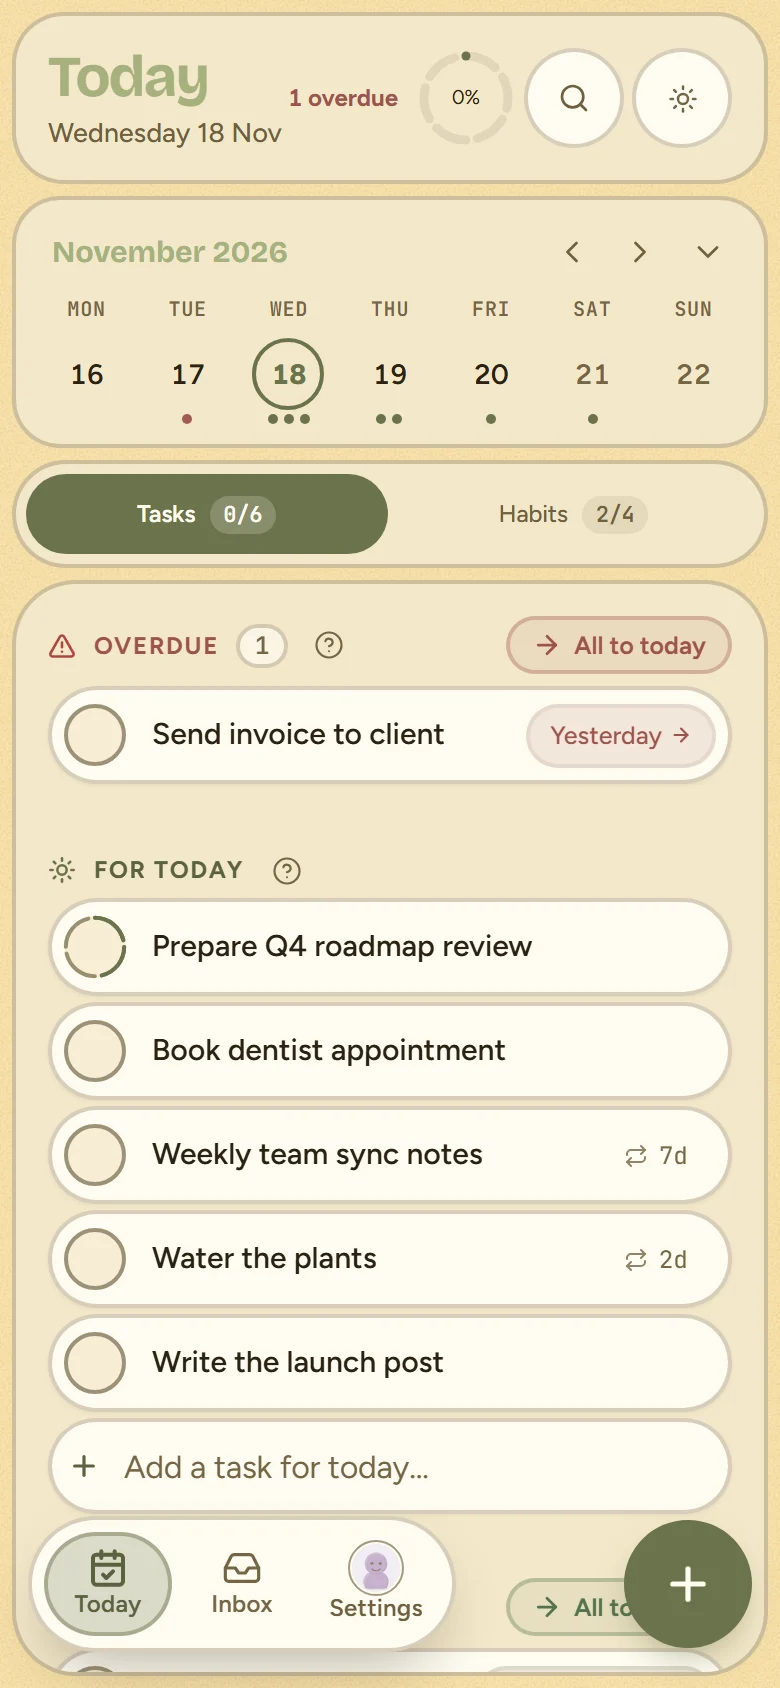 Today
Wednesday 18 Nov
1 overdue
0%
November 2026
MON TUE WED THU FRI SAT SUN
16 17 18 19 20 21 22
Tasks 0/6
Habits 2/4
OVERDUE 1
All to today
Send invoice to client
Yesterday
FOR TODAY
Prepare Q4 roadmap review
Book dentist appointment
Weekly team sync notes 7d
Water the plants 2d
Write the launch post
Add a task for today...
All to
Today
Inbox
Settings